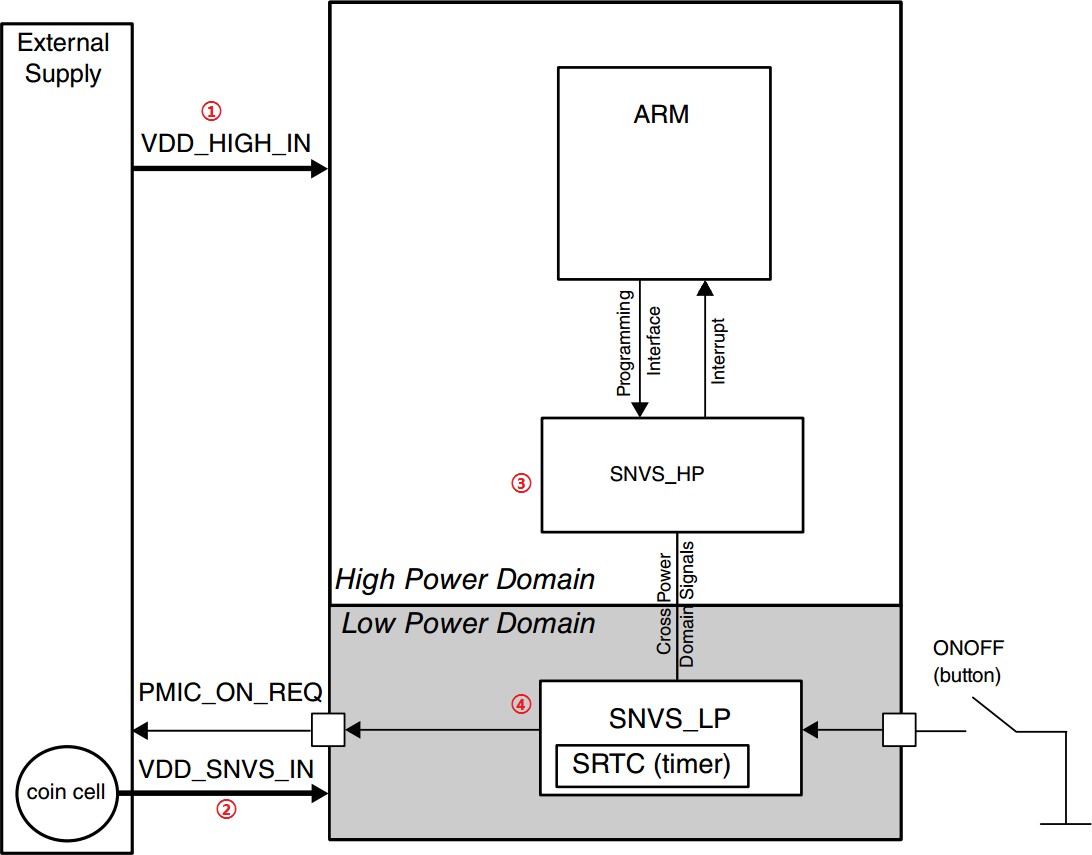 External
Supply
①
VDD_HIGH_IN
ARM
Programming
Interface
Interrupt
③
SNVS_HP
Cross Power
Domain Signals
High Power Domain
Low Power Domain
ONOFF
(button)
PMIC_ON_REQ
④
SNVS_LP
SRTC (timer)
VDD_SNVS_IN
②
coin cell